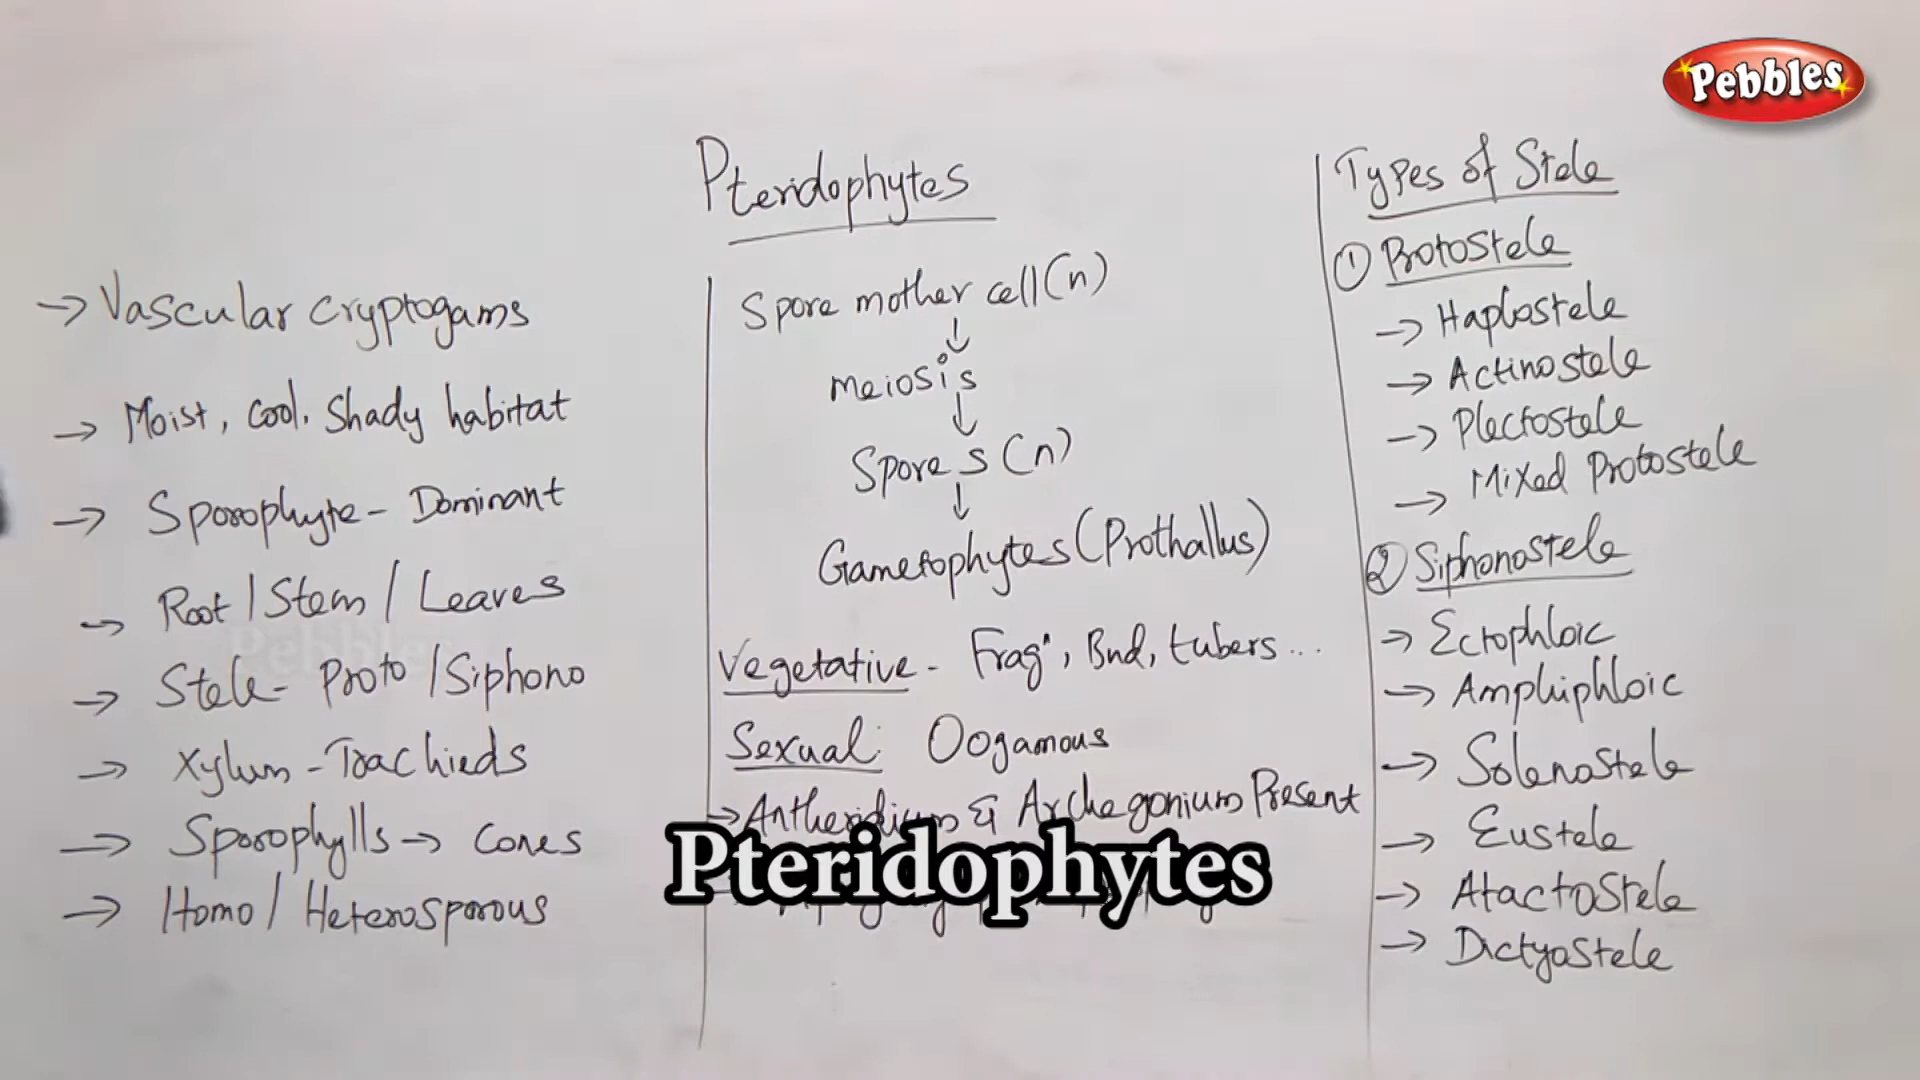 Pebbles
Pteridophytes
→ Vascular cryptogams
→ Moist, Cool. Shady habitat
→ Sporophyte - Dominant
→ Root / Stem / Leaves
→ Stele - Proto / Siphono
→ Xylum - Trachieds
→ Sporophylls → Cones
→ Homo / Heterosporous
Spore mother cell (n)
↓
meiosis
↓
Spores (n)
↓
Gametophytes (Prothallus)
Vegetative - Frag", Bud, tubers...
Sexual: Oogamous
→ Antheridium & Archegonium Present
Types of Stele
① Protostele
→ Haplostele
→ Actinostele
→ Plectostele
→ Mixed Protostele
② Siphonostele
→ Ectophloic
→ Amphiphloic
→ Solenostele
→ Eustele
→ Atactostele
→ Dictyostele
Pebbles
Pteridophytes